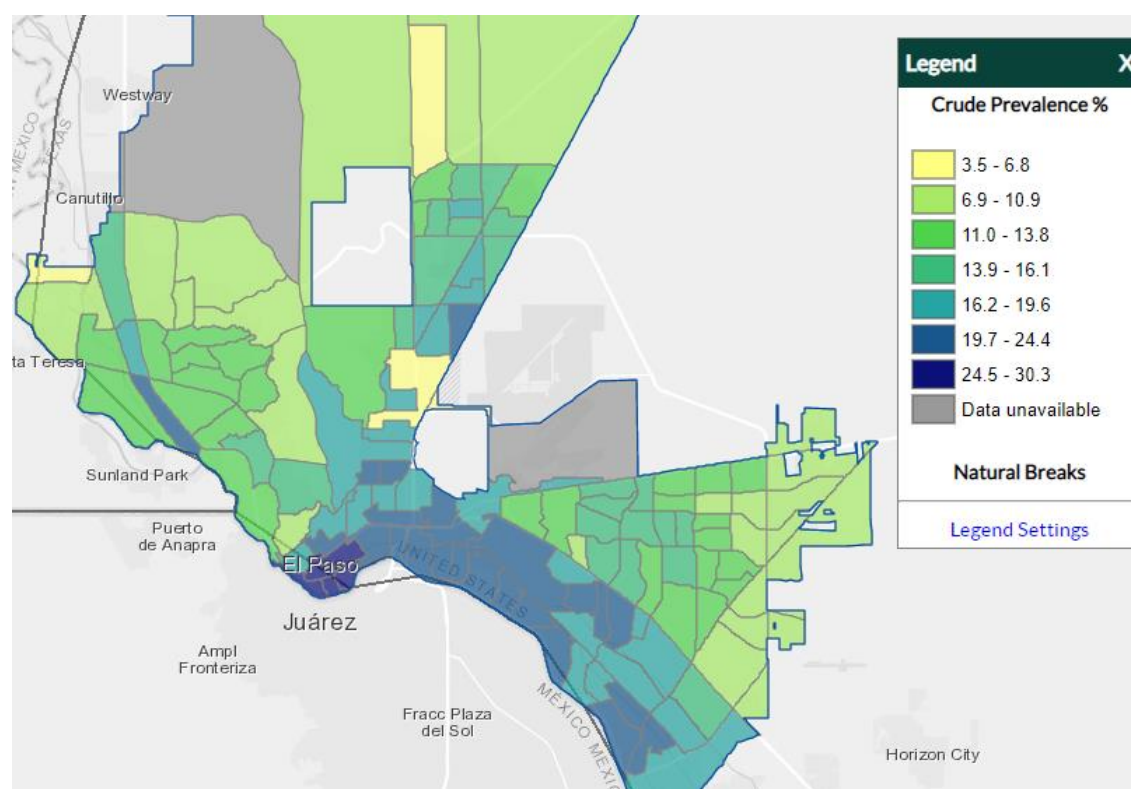 Westway
NEW MEXICO
TEXAS
Canutillo
ta Teresa
Sunland Park
Puerto
de Anapra
El Paso
UNITED STATES
Juárez
Ampl
Fronteriza
Fracc Plaza
del Sol
MÉXICO
Horizon City
Legend X
Crude Prevalence %
3.5 - 6.8
6.9 - 10.9
11.0 - 13.8
13.9 - 16.1
16.2 - 19.6
19.7 - 24.4
24.5 - 30.3
Data unavailable
Natural Breaks
Legend Settings